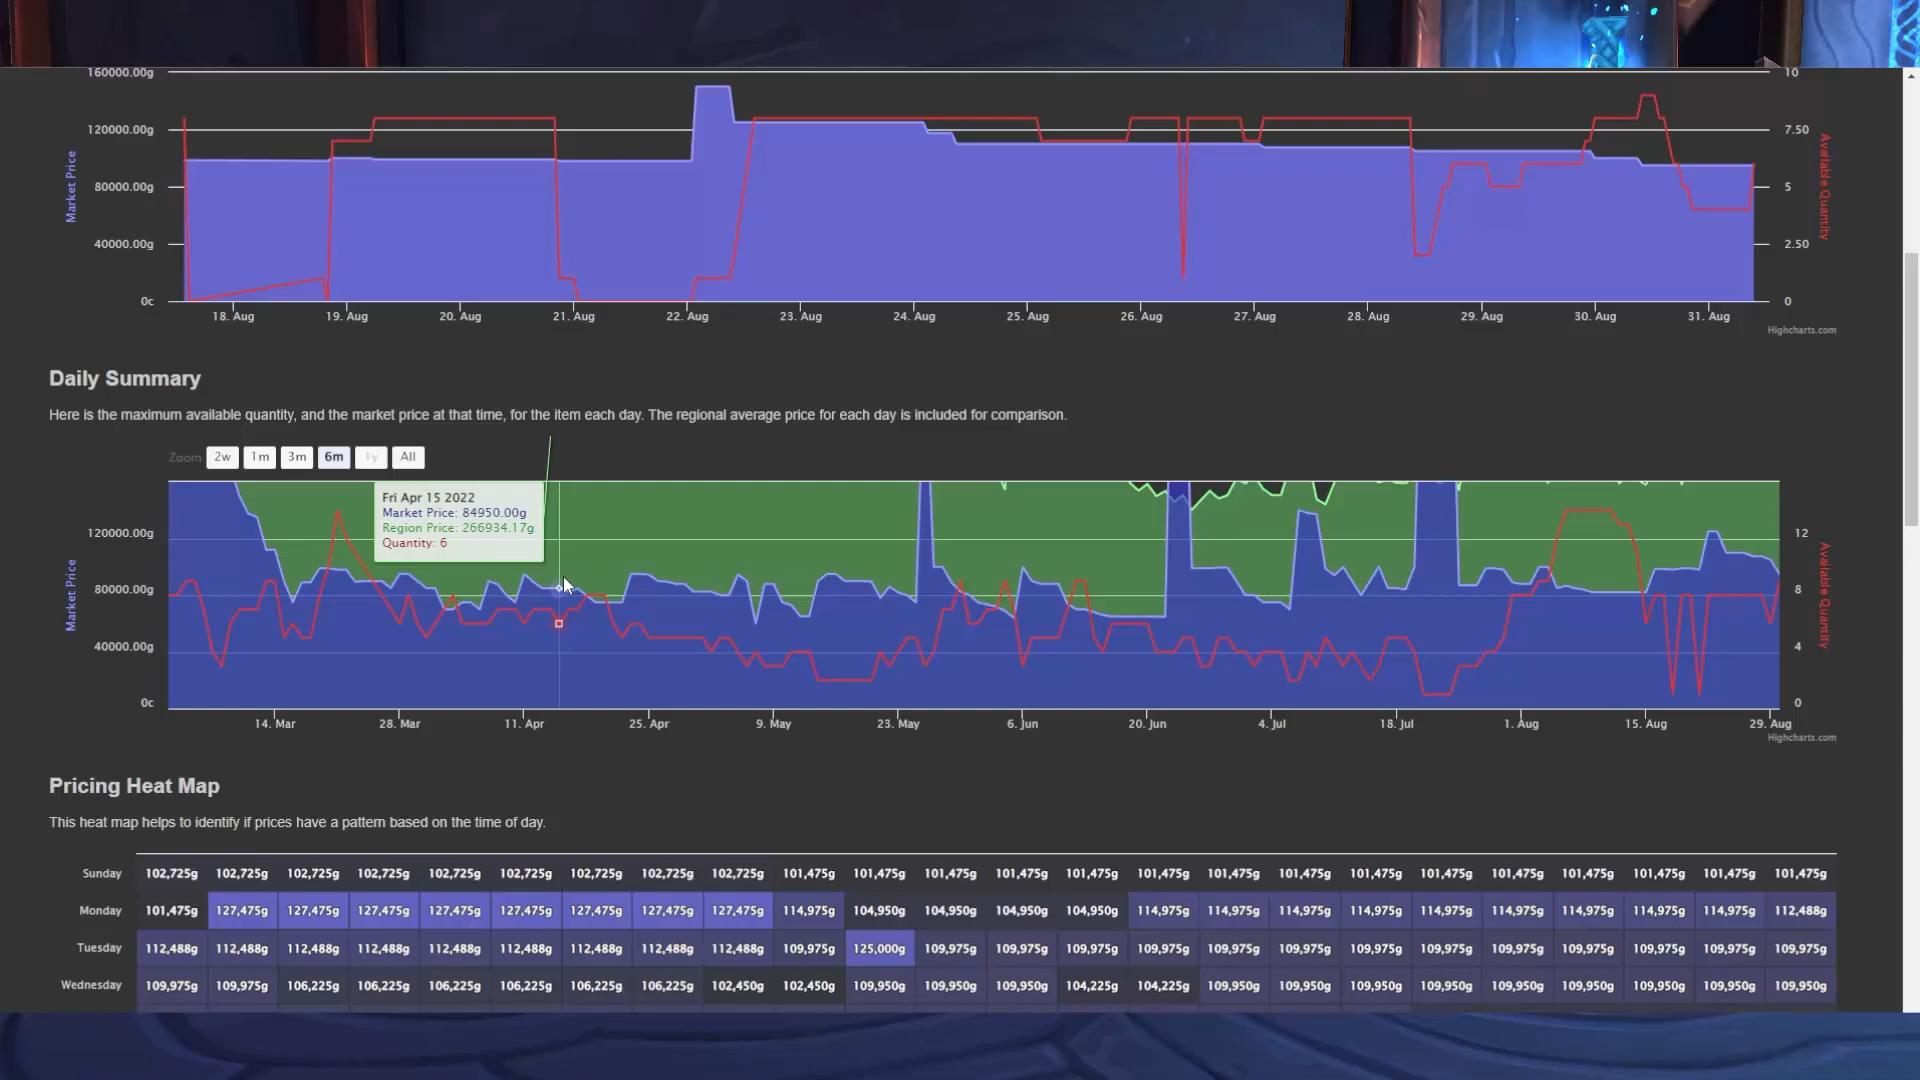 160000.00g
120000.00g
80000.00g
40000.00g
0c
Market Price
10
7.50
5
2.50
0
Available Quantity
18. Aug 19. Aug 20. Aug 21. Aug 22. Aug 23. Aug 24. Aug 25. Aug 26. Aug 27. Aug 28. Aug 29. Aug 30. Aug 31. Aug
Highcharts.com
Daily Summary
Here is the maximum available quantity, and the market price at that time, for the item each day. The regional average price for each day is included for comparison.
Zoom 2w 1m 3m 6m 1y All
Fri Apr 15 2022
Market Price: 84950.00g
Region Price: 266934.17g
Quantity: 6
120000.00g
80000.00g
40000.00g
0c
Market Price
12
8
4
0
Available Quantity
14. Mar 28. Mar 11. Apr 25. Apr 9. May 23. May 6. Jun 20. Jun 4. Jul 18. Jul 1. Aug 15. Aug 29. Aug
Highcharts.com
Pricing Heat Map
This heat map helps to identify if prices have a pattern based on the time of day.
Sunday 102,725g 102,725g 102,725g 102,725g 102,725g 102,725g 102,725g 102,725g 102,725g 101,475g 101,475g 101,475g 101,475g 101,475g 101,475g 101,475g 101,475g 101,475g 101,475g 101,475g 101,475g 101,475g 101,475g 101,475g
Monday 101,475g 127,475g 127,475g 127,475g 127,475g 127,475g 127,475g 127,475g 127,475g 114,975g 104,950g 104,950g 104,950g 104,950g 114,975g 114,975g 114,975g 114,975g 114,975g 114,975g 114,975g 114,975g 114,975g 112,488g
Tuesday 112,488g 112,488g 112,488g 112,488g 112,488g 112,488g 112,488g 112,488g 112,488g 109,975g 125,000g 109,975g 109,975g 109,975g 109,975g 109,975g 109,975g 109,975g 109,975g 109,975g 109,975g 109,975g 109,975g 109,975g
Wednesday 109,975g 109,975g 106,225g 106,225g 106,225g 106,225g 106,225g 106,225g 102,450g 102,450g 109,950g 109,950g 109,950g 104,225g 104,225g 109,950g 109,950g 109,950g 109,950g 109,950g 109,950g 109,950g 109,950g 109,950g